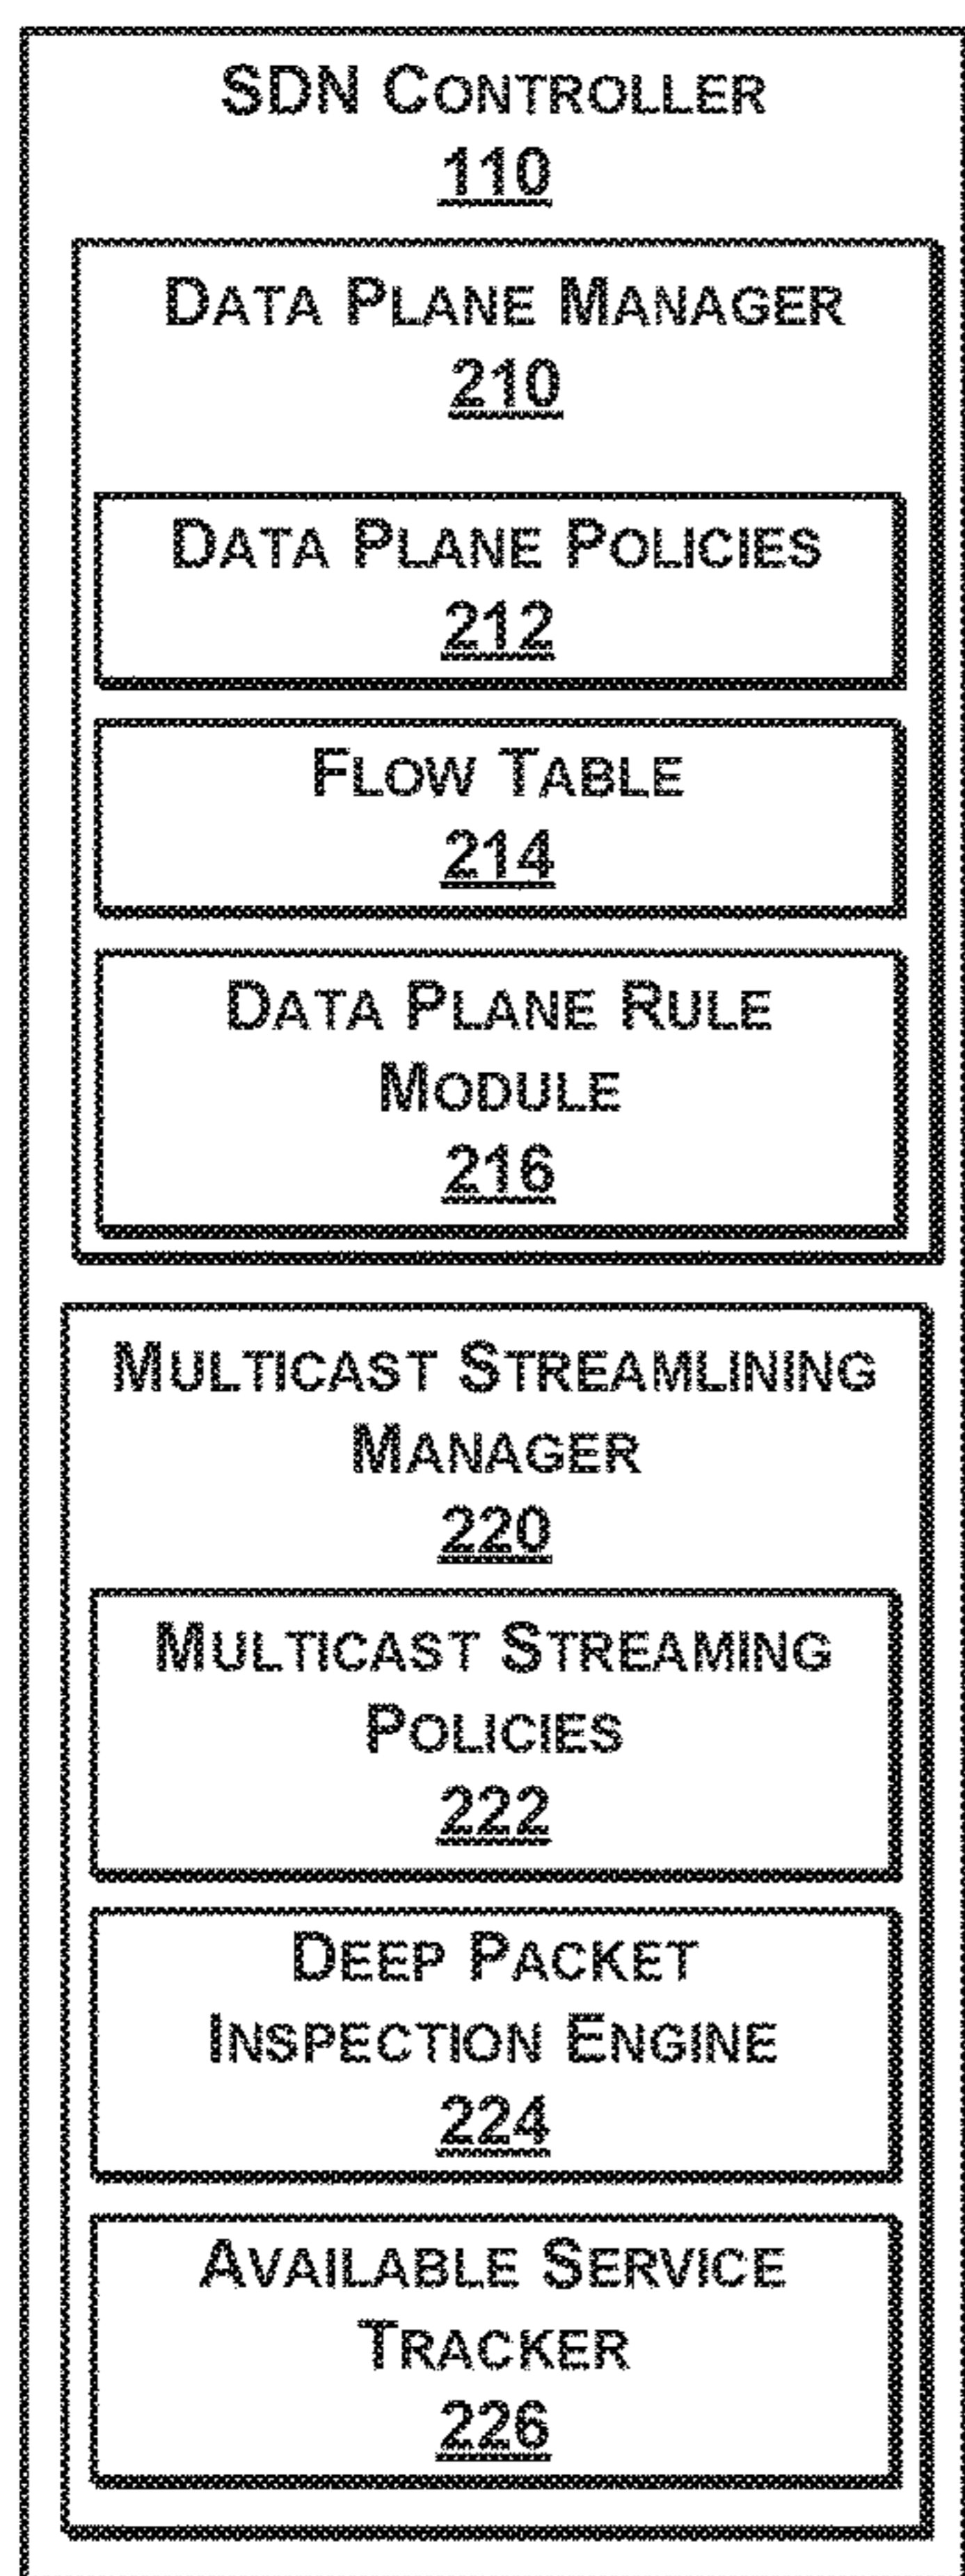 SDN CONTROLLER
110
DATA PLANE MANAGER
210
DATA PLANE POLICIES
212
FLOW TABLE
214
DATA PLANE RULE
MODULE
216
MULTICAST STREAMLINING
MANAGER
220
MULTICAST STREAMING
POLICIES
222
DEEP PACKET
INSPECTION ENGINE
224
AVAILABLE SERVICE
TRACKER
226